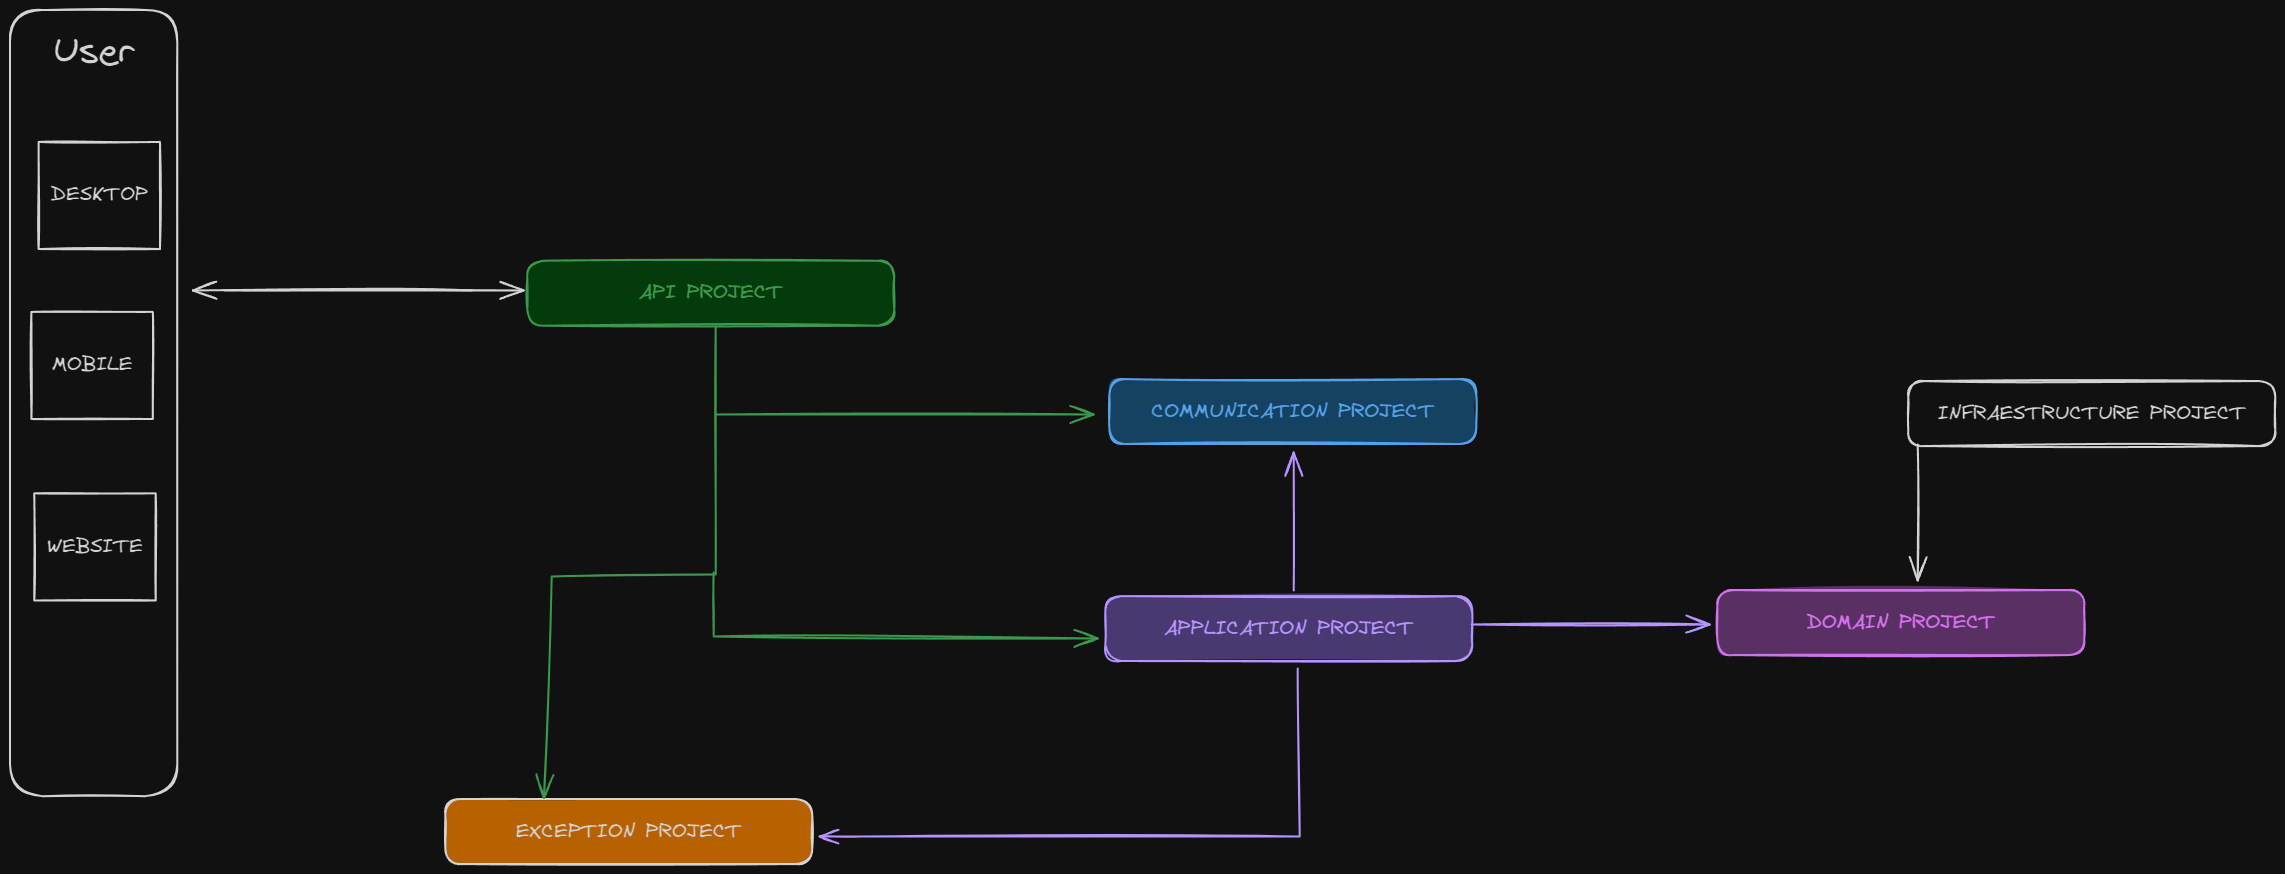 User
DESKTOP
MOBILE
WEBSITE
API PROJECT
COMMUNICATION PROJECT
INFRAESTRUCTURE PROJECT
APPLICATION PROJECT
DOMAIN PROJECT
EXCEPTION PROJECT